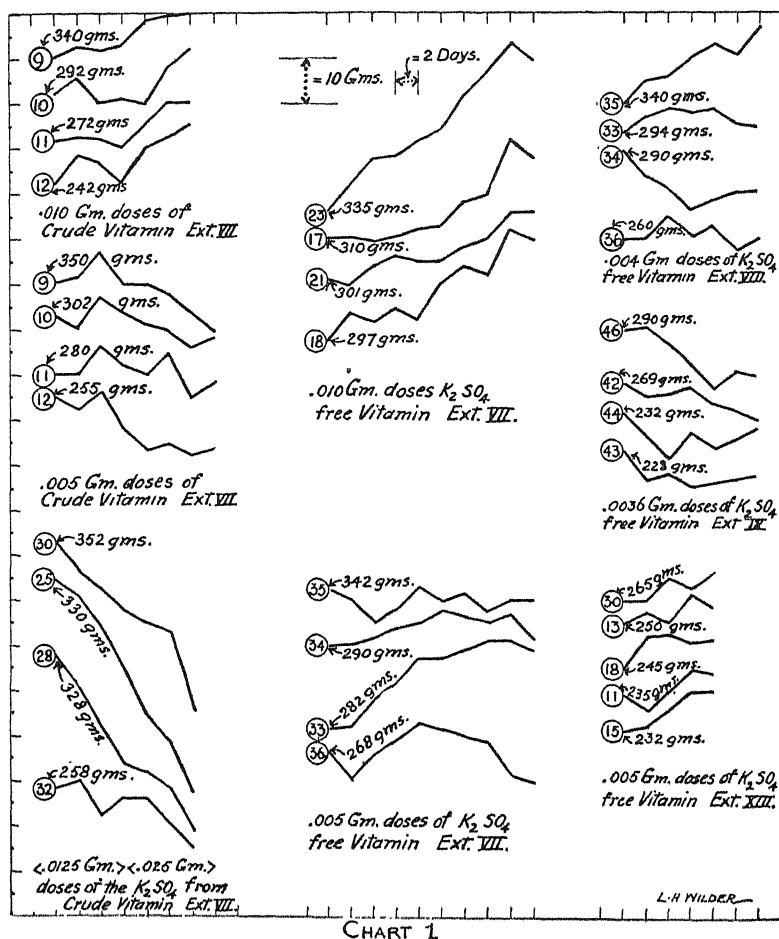 9 340 gms.
10 292 gms.
11 272 gms.
12 242 gms
.010 Gm. doses of
Crude Vitamin Ext. VII.
9 350 gms.
10 302 gms.
11 280 gms.
12 255 gms.
.005 Gm. doses of
Crude Vitamin Ext. VII.
30 352 gms.
25 330 gms.
28 328 gms.
32 258 gms.
<.0125 Gm.> <.025 Gm.>
doses of the K2SO4 from
Crude Vitamin Ext. VII.
= 10 Gms.
= 2 Days.
23 335 gms.
17 310 gms.
21 301 gms.
18 297 gms.
.010 Gm. doses K2 SO4
free Vitamin Ext. VII.
35 342 gms.
34 290 gms.
33 282 gms.
36 268 gms.
.005 Gm. doses of K2 SO4
free Vitamin Ext. VII.
35 340 gms.
33 294 gms.
34 290 gms.
36 260 gms.
.004 Gm doses of K2SO4
free Vitamin Ext. VIII.
46 290 gms.
42 269 gms.
44 232 gms.
43 228 gms.
.0036 Gm. doses of K2SO4
free Vitamin Ext IX
30 265 gms.
13 250 gms.
18 245 gms.
11 235 gms.
15 232 gms.
.005 Gm. doses of K2SO4
free Vitamin Ext. XIII.
L.H WILDER
CHART 1